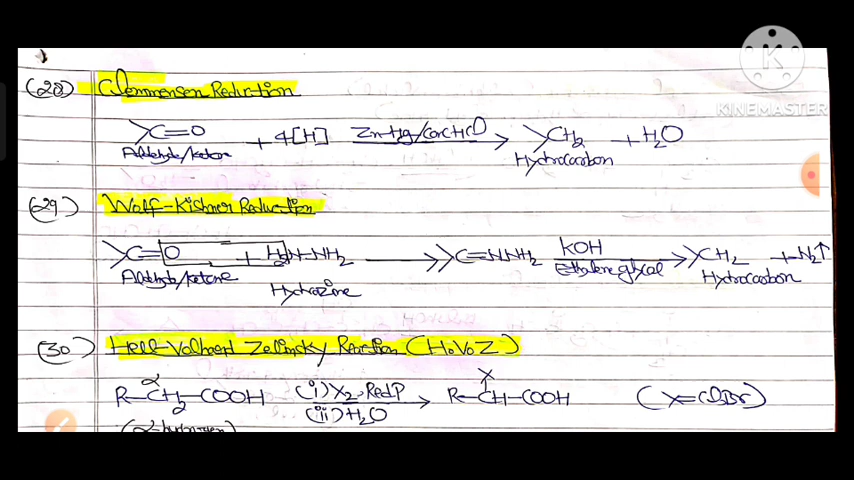 KINEMASTER
(28) Clemmensen Reduction
>C=O + 4[H] Zn-Hg/Conc HCl → >CH2 + H2O
Aldehyde/ketone Hydrocarbon
(29) Wolf-Kishner Reduction
>C=O + H2N-NH2 → >C=NNH2 KOH → >CH2 + N2↑
Aldehyde/ketone Ethylene glycol Hydrocarbon
Hydrazine
(30) Hell-Volhard Zelinsky Reaction (H.V.Z)
α X
R-CH2-COOH (i) X2, Red P → R-CH-COOH (X=Cl,Br)
(ii) H2O